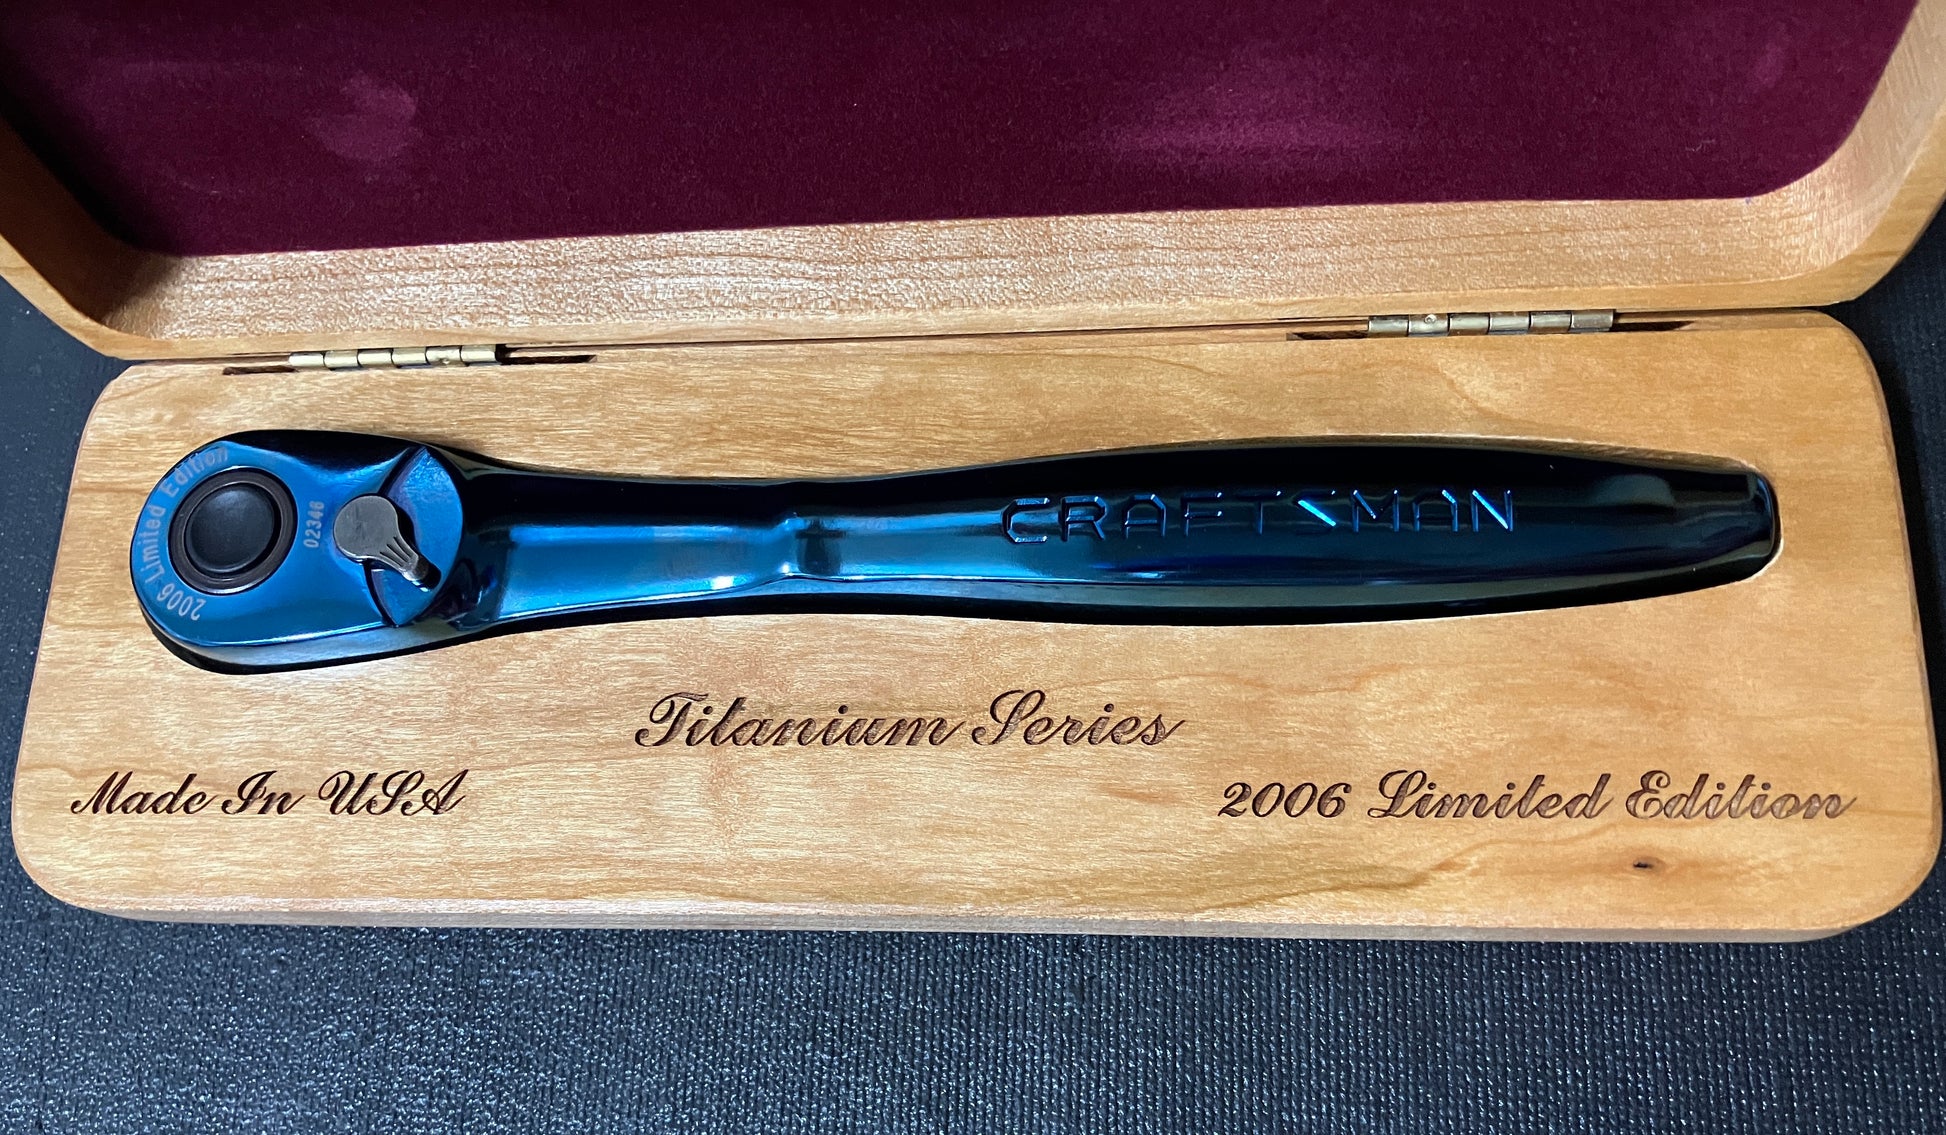 2006 Limited Edition
02346
CRAFTSMAN
Titanium Series
Made In USA
2006 Limited Edition